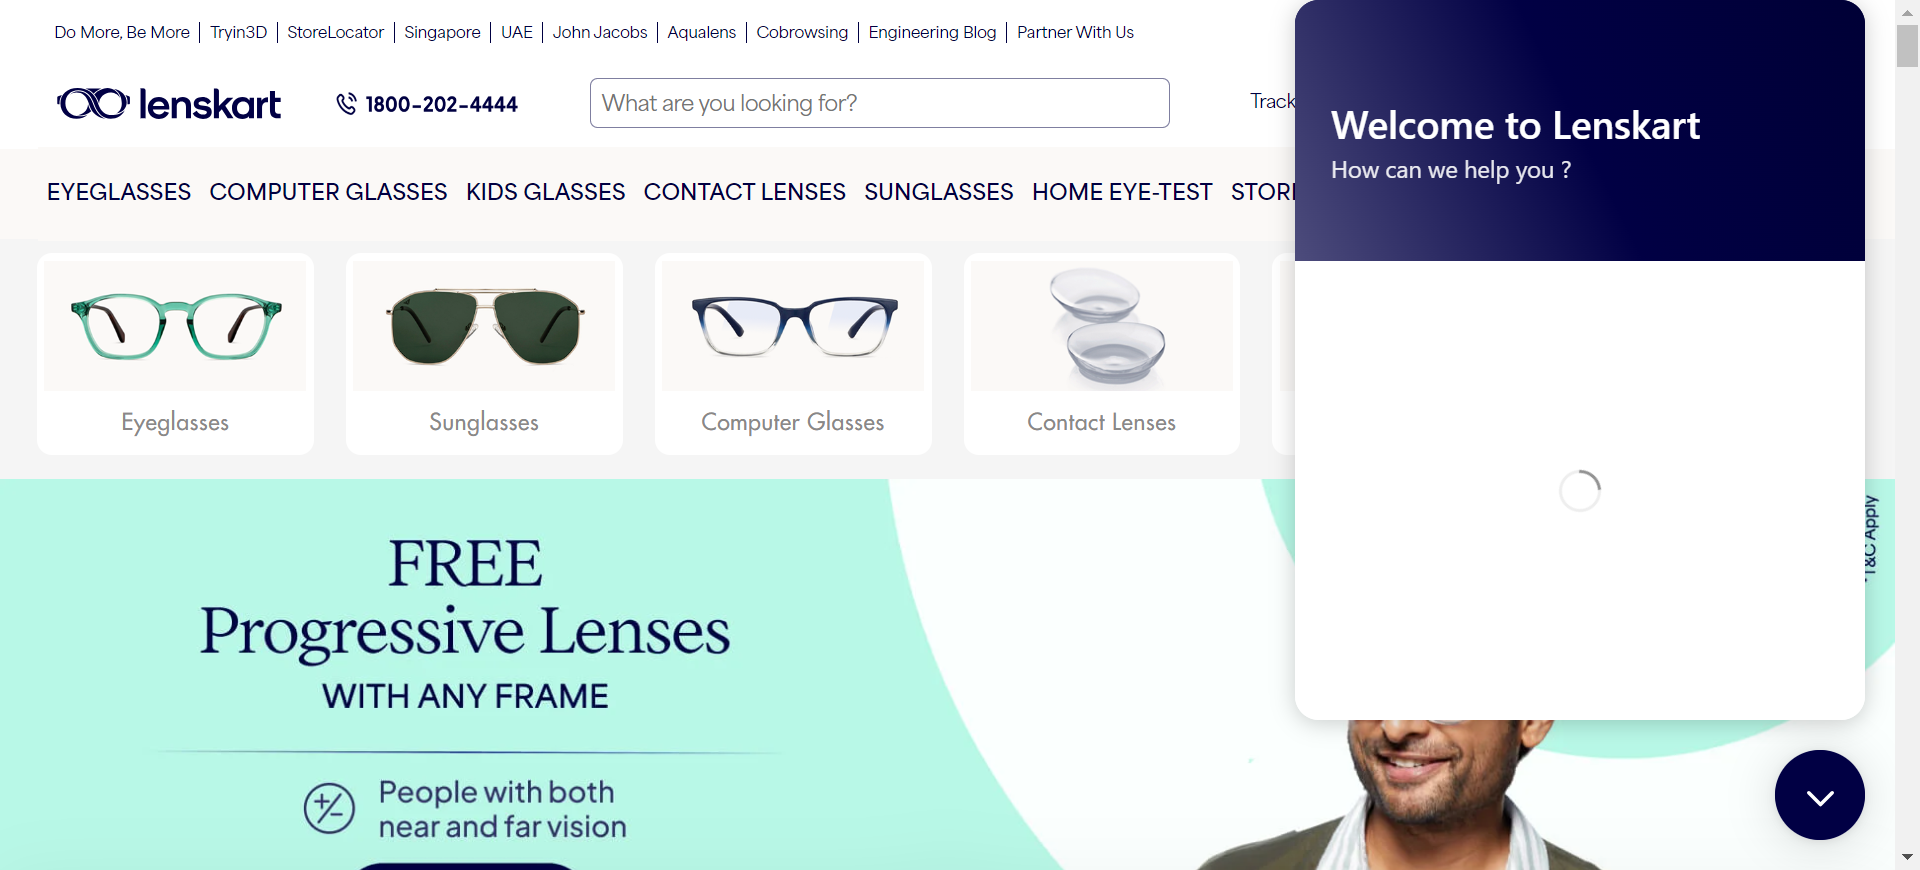 Do More, Be More Tryin3D StoreLocator Singapore UAE John Jacobs Aqualens Cobrowsing Engineering Blog Partner With Us
lenskart 1800-202-4444 What are you looking for? Track
Welcome to Lenskart
How can we help you ?
EYEGLASSES COMPUTER GLASSES KIDS GLASSES CONTACT LENSES SUNGLASSES HOME EYE-TEST
Eyeglasses Sunglasses Computer Glasses Contact Lenses
FREE
Progressive Lenses
WITH ANY FRAME
People with both
near and far vision
T&C Apply